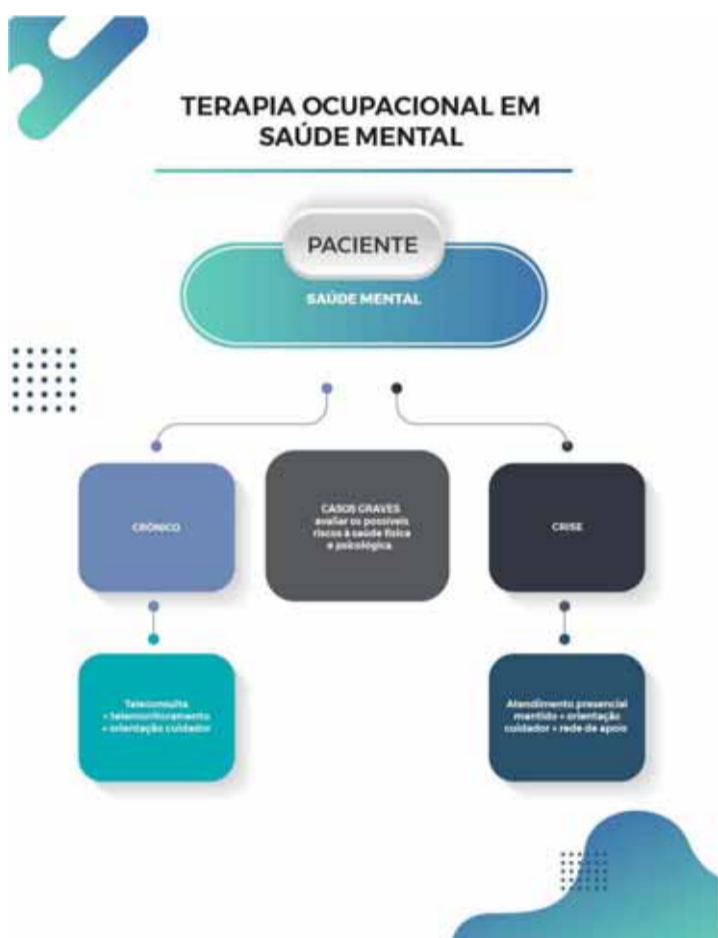 TERAPIA OCUPACIONAL EM
SAÚDE MENTAL
PACIENTE
SAÚDE MENTAL
CRÔNICO
CASOS GRAVES
avaliar os possíveis
riscos à saúde física
e psicológica
CRISE
Teleconsulta
+ telemonitoramento
+ orientação cuidador
Atendimento presencial
mantido + orientação
cuidador + rede de apoio